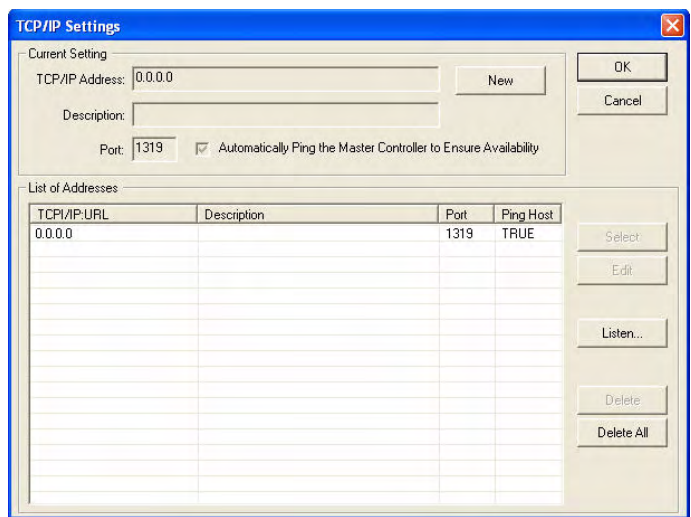 TCP/IP Settings
Current Setting
TCP/IP Address: 0.0.0.0
New
OK
Cancel
Description:
Port: 1319
Automatically Ping the Master Controller to Ensure Availability
List of Addresses
TCPI/IP:URL Description Port Ping Host
0.0.0.0 1319 TRUE
Select
Edit
Listen...
Delete
Delete All